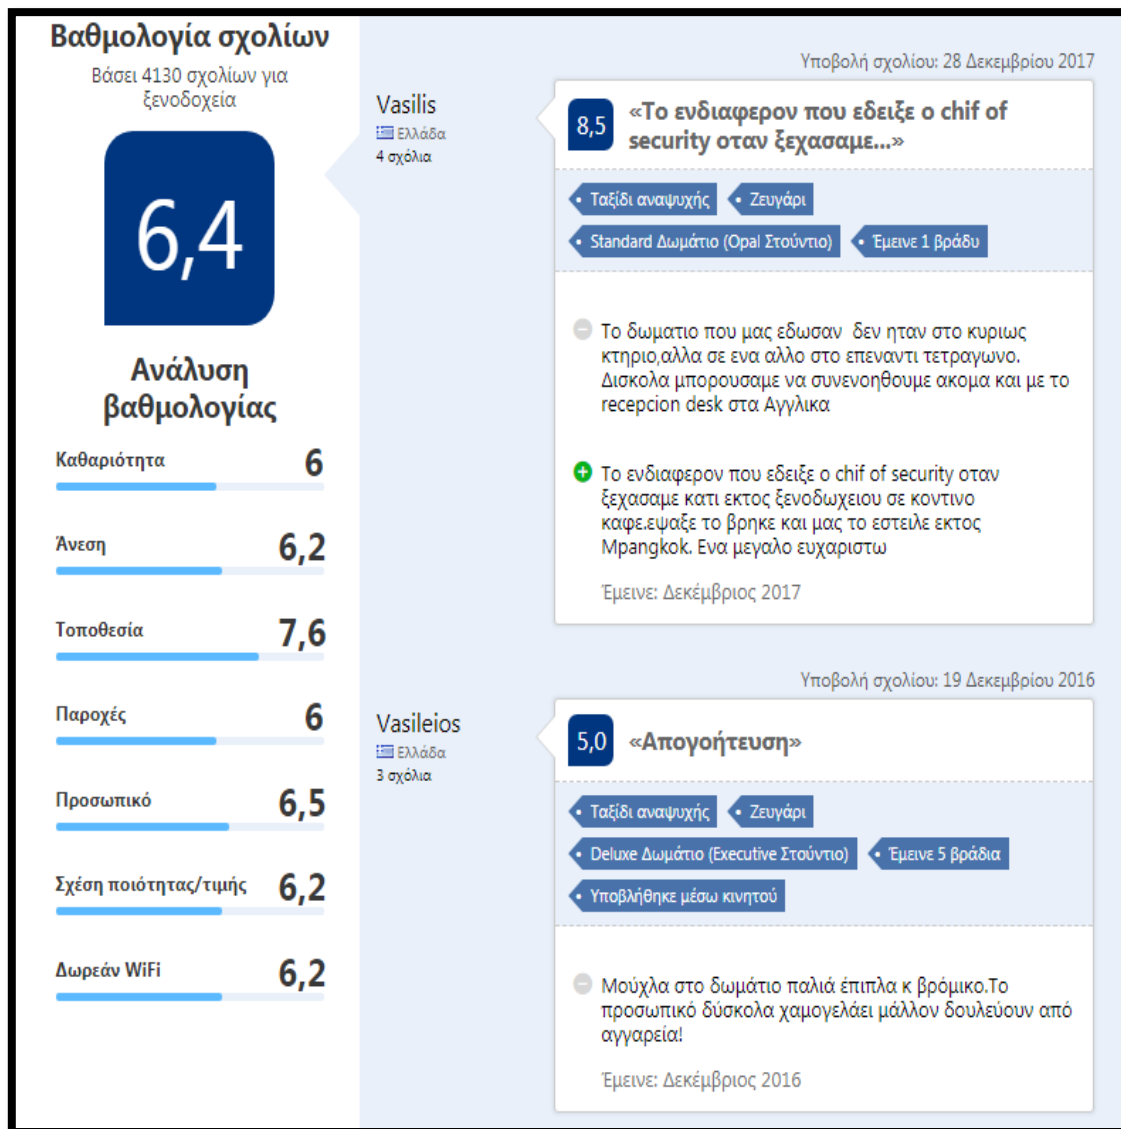 Βαθμολογία σχολίων
Βάσει 4130 σχολίων για
ξενοδοχεία
6,4
Ανάλυση
βαθμολογίας
Καθαριότητα 6
Άνεση 6,2
Τοποθεσία 7,6
Παροχές 6
Προσωπικό 6,5
Σχέση ποιότητας/τιμής 6,2
Δωρεάν WiFi 6,2
Υποβολή σχολίου: 28 Δεκεμβρίου 2017
Vasilis
Ελλάδα
4 σχόλια
8,5
«Το ενδιαφερον που εδειξε ο chif of
security οταν ξεχασαμε...»
• Ταξίδι αναψυχής • Ζευγάρι
• Standard Δωμάτιο (Opal Στούντιο) • Έμεινε 1 βράδυ
Το δωματιο που μας εδωσαν δεν ηταν στο κυριως
κτηριο,αλλα σε ενα αλλο στο επεναντι τετραγωνο.
Δισκολα μπορουσαμε να συνενοηθουμε ακομα και με το
recepcion desk στα Αγγλικα
Το ενδιαφερον που εδειξε ο chif of security οταν
ξεχασαμε κατι εκτος ξενοδωχειου σε κοντινο
καφε.εψαξε το βρηκε και μας το εστειλε εκτος
Mpangkok. Ενα μεγαλο ευχαριστω
Έμεινε: Δεκέμβριος 2017
Υποβολή σχολίου: 19 Δεκεμβρίου 2016
Vasileios
Ελλάδα
3 σχόλια
5,0
«Απογοήτευση»
• Ταξίδι αναψυχής • Ζευγάρι
• Deluxe Δωμάτιο (Executive Στούντιο) • Έμεινε 5 βράδια
• Υποβλήθηκε μέσω κινητού
Μούχλα στο δωμάτιο παλιά έπιπλα κ βρόμικο.Το
προσωπικό δύσκολα χαμογελάει μάλλον δουλεύουν από
αγγαρεία!
Έμεινε: Δεκέμβριος 2016